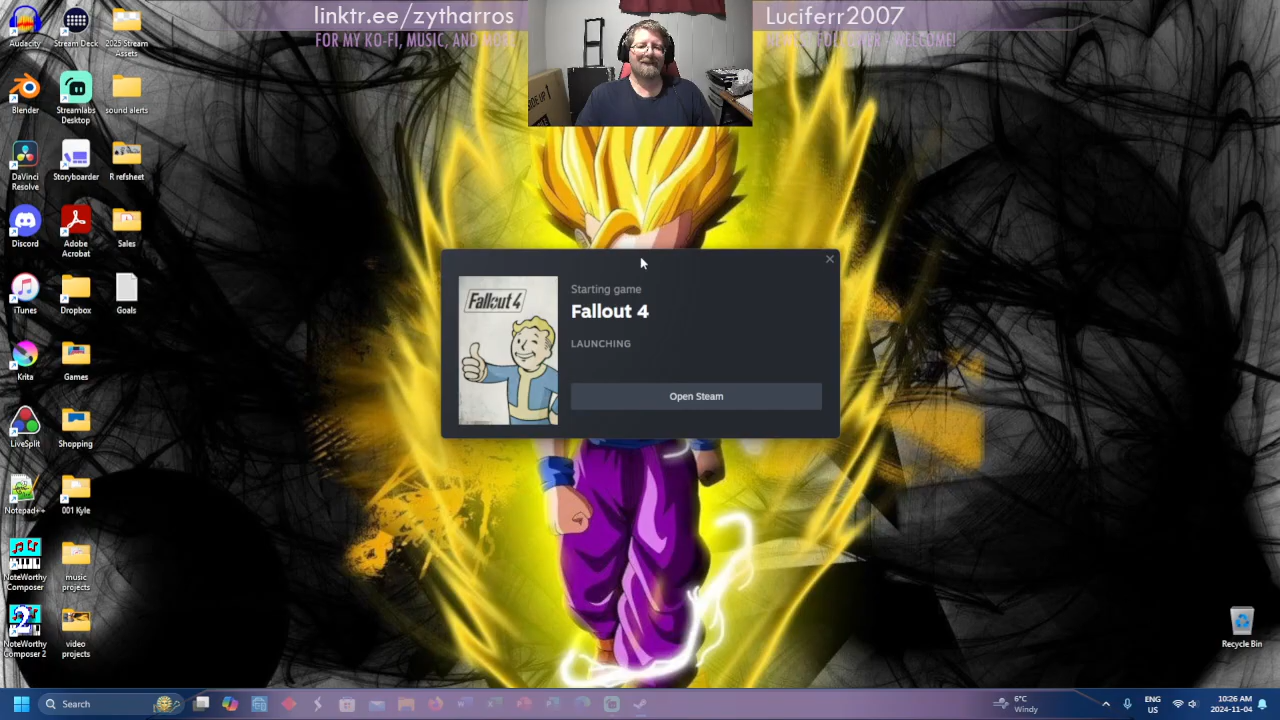 linktr.ee/zytharros
FOR MY KO-FI, MUSIC, AND MORE
Luciferr2007
Audacity
Stream Deck
2025 Stream
Assets
Blender
Streamlabs
Desktop
sound alerts
DaVinci
Resolve
Storyboarder
R refsheet
Discord
Adobe
Acrobat
Sales
iTunes
Dropbox
Goals
Krita
Games
LiveSplit
Shopping
Notepad++
001 Kyle
NoteWorthy
Composer
music
projects
2
NoteWorthy
Composer 2
video
projects
SIDE UP
Fallout 4
Starting game
Fallout 4
LAUNCHING
Open Steam
Recycle Bin
Search
6°C
Windy
ENG
US
10:26 AM
2024-11-04